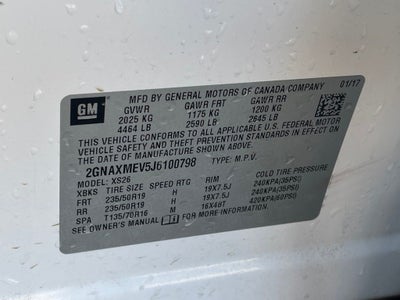 GM
MFD BY GENERAL MOTORS OF CANADA COMPANY 01/17
GVWR GAWR FRT GAWR RR
2025 KG 1175 KG 1200 KG
4464 LB 2590 LB 2645 LB
THIS VEHICLE CONFORMS TO ALL APPLICABLE U.S. FEDERAL MOTOR
VEHICLE SAFETY AND THEFT PREVENTION STANDARDS IN EFFECT ON
THE DATE OF MANUFACTURE SHOWN ABOVE.
2GNAXMEV5J6100798 TYPE: M.P.V.
MODEL: XS26
XBKS TIRE SIZE SPEED RTG RIM COLD TIRE PRESSURE
FRT 235/50R19 H 19X7.5J 240KPA(35PSI)
RR 235/50R19 H 19X7.5J 240KPA(35PSI)
SPA T135/70R16 M 16X4BT 420KPA(60PSI)
SEE OWNER'S MANUAL FOR MORE INFORMATION.